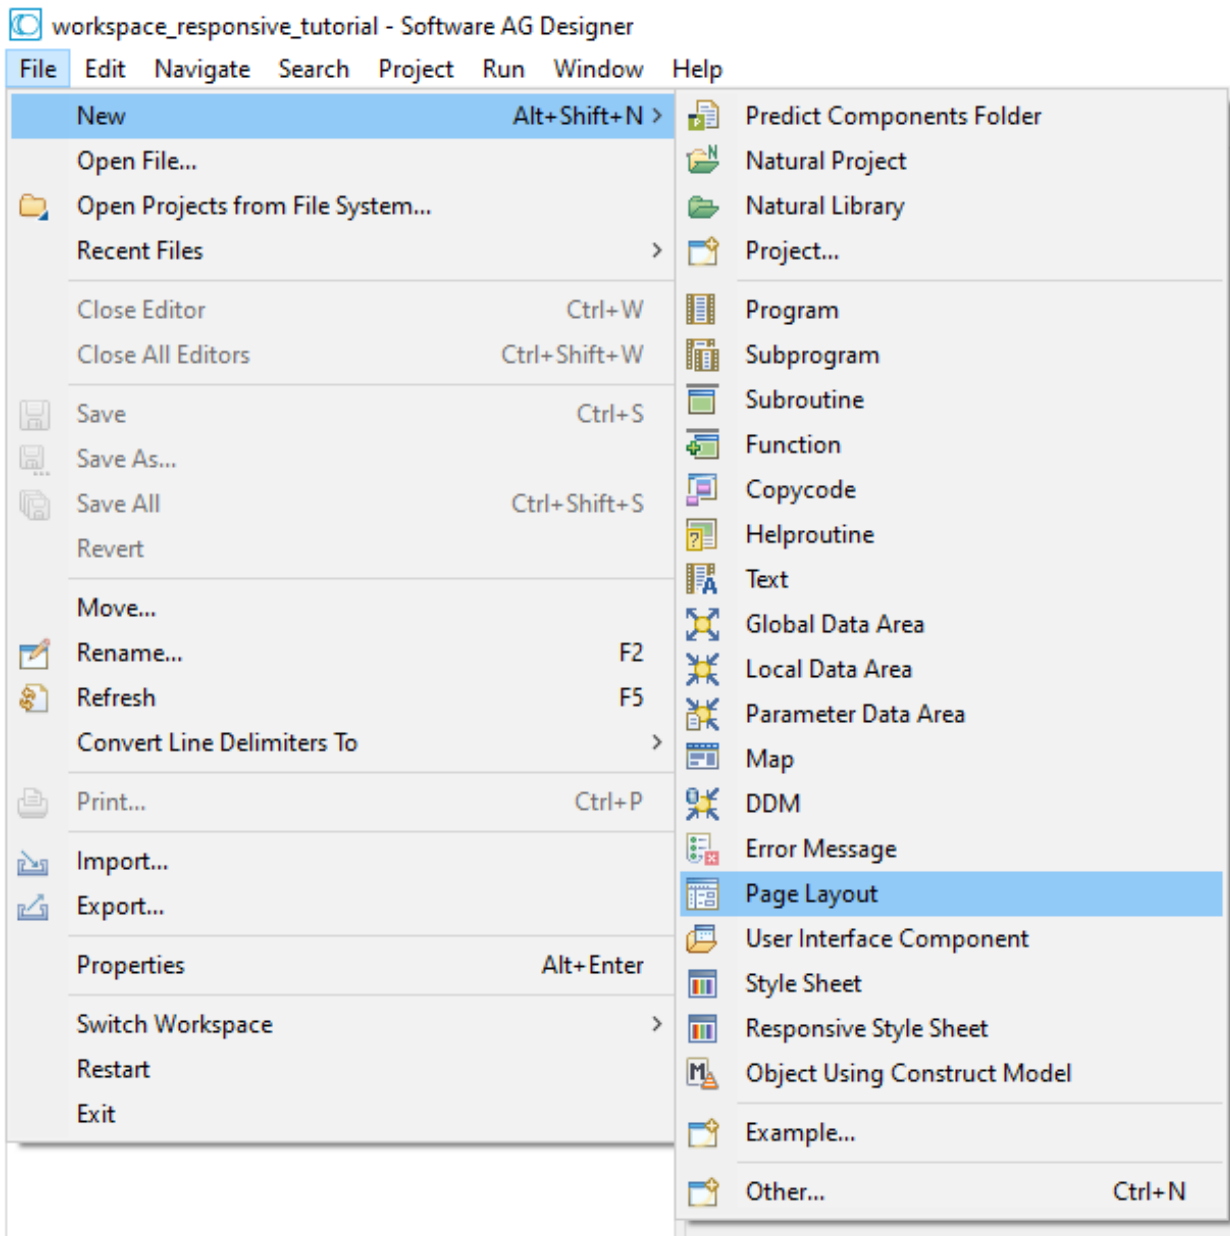 workspace_responsive_tutorial - Software AG Designer
File Edit Navigate Search Project Run Window Help
New Alt+Shift+N >
Open File...
Open Projects from File System...
Recent Files >
Close Editor Ctrl+W
Close All Editors Ctrl+Shift+W
Save Ctrl+S
Save As...
Save All Ctrl+Shift+S
Revert
Move...
Rename... F2
Refresh F5
Convert Line Delimiters To >
Print... Ctrl+P
Import...
Export...
Properties Alt+Enter
Switch Workspace >
Restart
Exit
Predict Components Folder
Natural Project
Natural Library
Project...
Program
Subprogram
Subroutine
Function
Copycode
Helproutine
Text
Global Data Area
Local Data Area
Parameter Data Area
Map
DDM
Error Message
Page Layout
User Interface Component
Style Sheet
Responsive Style Sheet
Object Using Construct Model
Example...
Other... Ctrl+N